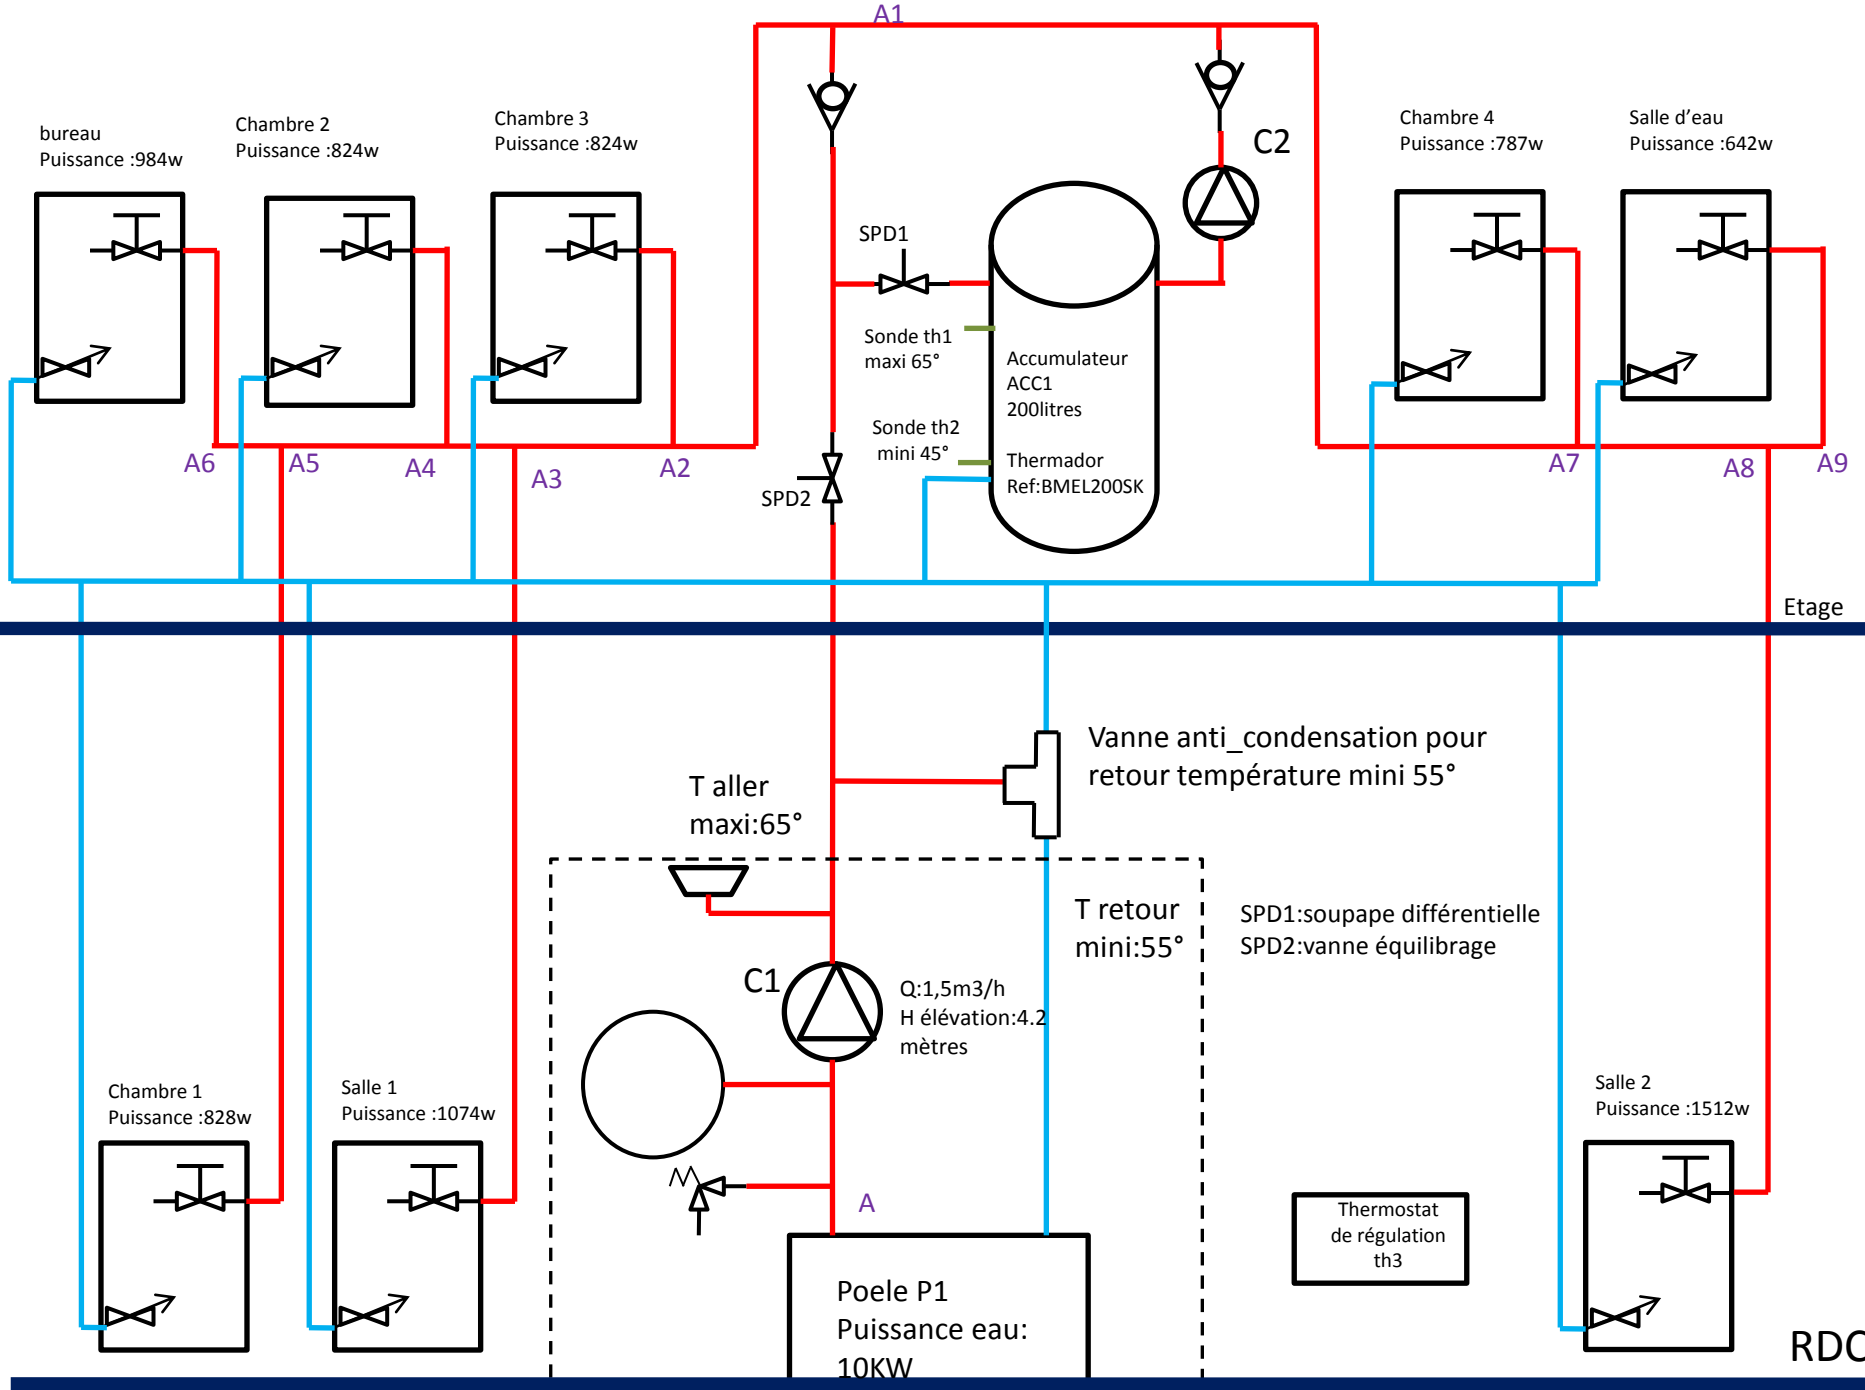 A1
bureau
Puissance :984w
Chambre 2
Puissance :824w
Chambre 3
Puissance :824w
C2
Chambre 4
Puissance :787w
Salle d'eau
Puissance :642w
SPD1
Sonde th1
maxi 65°
Accumulateur
ACC1
200litres
Sonde th2
mini 45°
Thermador
Ref:BMEL200SK
SPD2
A6
A5
A4
A3
A2
A7
A8
A9
Etage
Vanne anti_condensation pour
retour température mini 55°
T aller
maxi:65°
T retour
mini:55°
SPD1:soupape différentielle
SPD2:vanne équilibrage
C1
Q:1,5m3/h
H élévation:4.2
mètres
Chambre 1
Puissance :828w
Salle 1
Puissance :1074w
Salle 2
Puissance :1512w
A
Thermostat
de régulation
th3
Poele P1
Puissance eau:
10KW
RDC